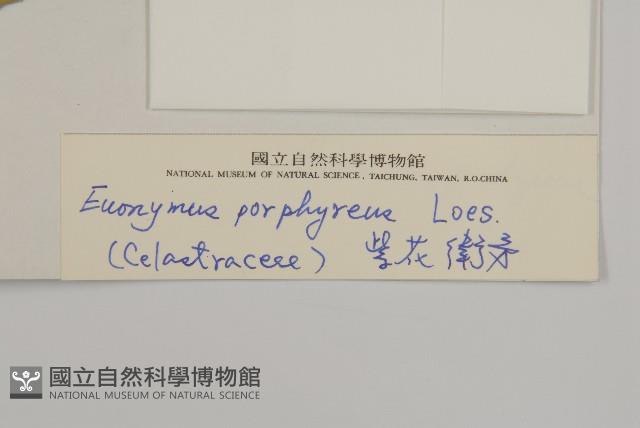 國立自然科學博物館
NATIONAL MUSEUM OF NATURAL SCIENCE, TAICHUNG, TAIWAN, R.O.CHINA
Euonymus porphyreus Loes.
(Celastraceae) 紫花衛矛
國立自然科學博物館
NATIONAL MUSEUM OF NATURAL SCIENCE